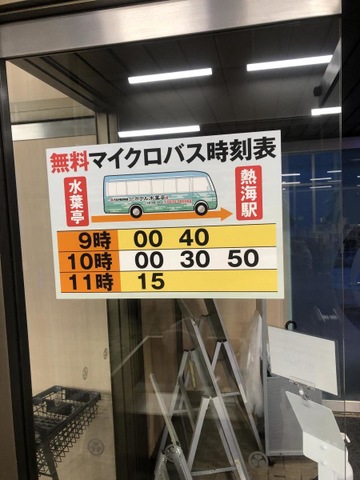 無料マイクロバス時刻表
水葉亭
熱海駅
9時 00 40
10時 00 30 50
11時 15